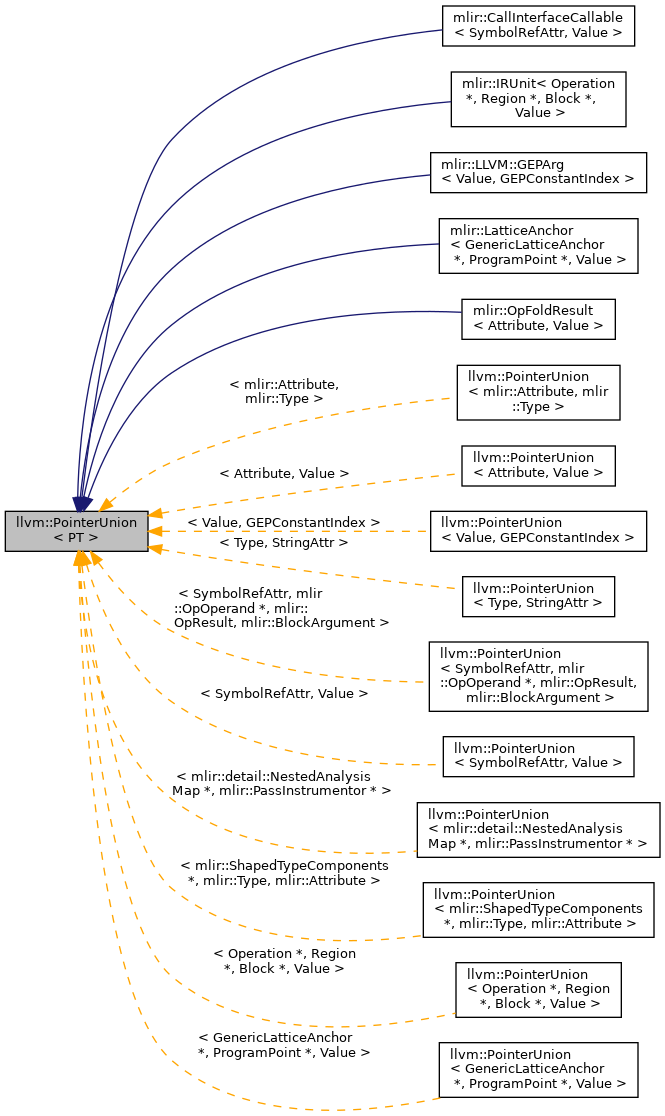 mlir::CallInterfaceCallable
< SymbolRefAttr, Value >
mlir::IRUnit< Operation
*, Region *, Block *,
Value >
mlir::LLVM::GEPArg
< Value, GEPConstantIndex >
mlir::LatticeAnchor
< GenericLatticeAnchor
*, ProgramPoint *, Value >
mlir::OpFoldResult
< Attribute, Value >
< mlir::Attribute,
mlir::Type >
llvm::PointerUnion
< mlir::Attribute, mlir
::Type >
< Attribute, Value >
llvm::PointerUnion
< Attribute, Value >
llvm::PointerUnion
< PT >
< Value, GEPConstantIndex >
llvm::PointerUnion
< Value, GEPConstantIndex >
< Type, StringAttr >
llvm::PointerUnion
< Type, StringAttr >
< SymbolRefAttr, mlir
::OpOperand *, mlir::
OpResult, mlir::BlockArgument >
llvm::PointerUnion
< SymbolRefAttr, mlir
::OpOperand *, mlir::OpResult,
mlir::BlockArgument >
< SymbolRefAttr, Value >
llvm::PointerUnion
< SymbolRefAttr, Value >
< mlir::detail::NestedAnalysis
Map *, mlir::PassInstrumentor * >
llvm::PointerUnion
< mlir::detail::NestedAnalysis
Map *, mlir::PassInstrumentor * >
< mlir::ShapedTypeComponents
*, mlir::Type, mlir::Attribute >
llvm::PointerUnion
< mlir::ShapedTypeComponents
*, mlir::Type, mlir::Attribute >
< Operation *, Region
*, Block *, Value >
llvm::PointerUnion
< Operation *, Region
*, Block *, Value >
< GenericLatticeAnchor
*, ProgramPoint *, Value >
llvm::PointerUnion
< GenericLatticeAnchor
*, ProgramPoint *, Value >